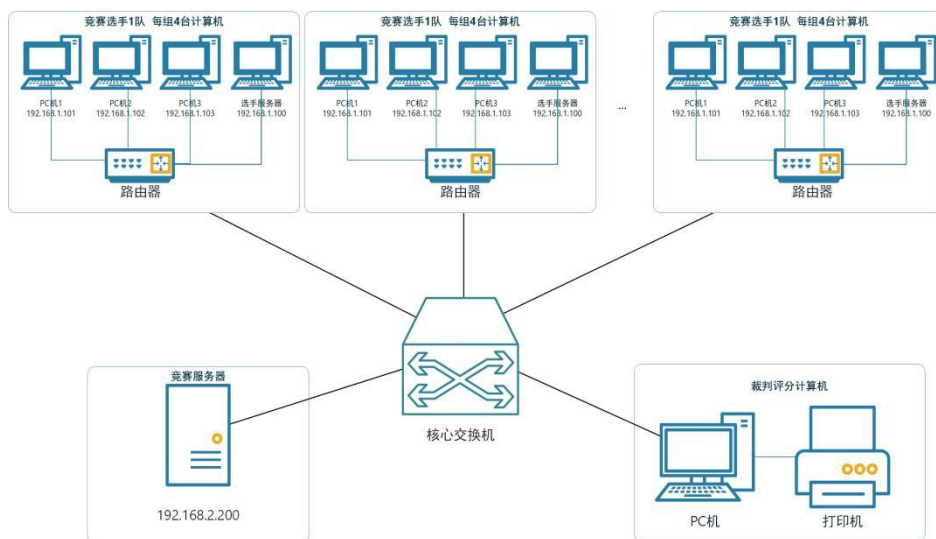 竞赛选手1队 每组4台计算机
PC机1
192.168.1.101
PC机2
192.168.1.102
PC机3
192.168.1.103
选手服务器
192.168.1.100
路由器
竞赛选手1队 每组4台计算机
PC机1
192.168.1.101
PC机2
192.168.1.102
PC机3
192.168.1.103
选手服务器
192.168.1.100
路由器
...
竞赛选手1队 每组4台计算机
PC机1
192.168.1.101
PC机2
192.168.1.102
PC机3
192.168.1.103
选手服务器
192.168.1.100
路由器
核心交换机
竞赛服务器
192.168.2.200
裁判评分计算机
PC机
打印机